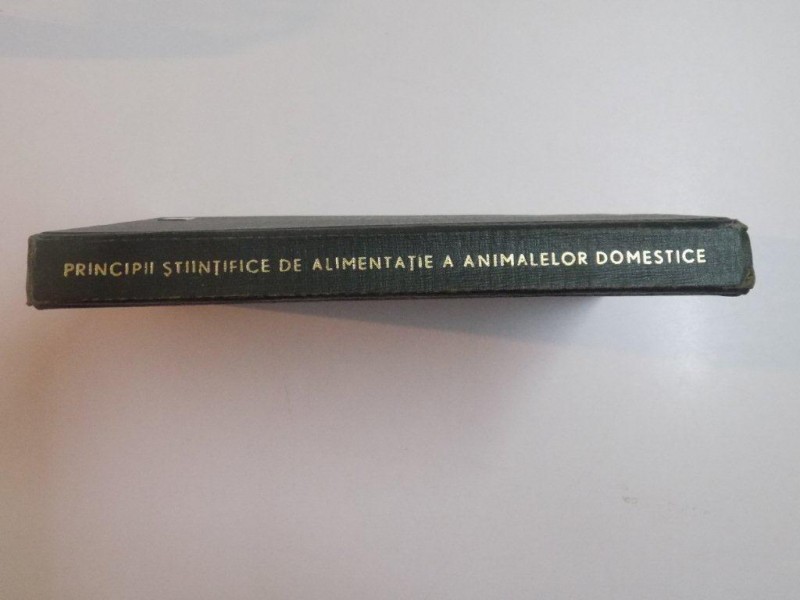 PRINCIPII ȘTIINȚIFICE DE ALIMENTAȚIE A ANIMALELOR DOMESTICE